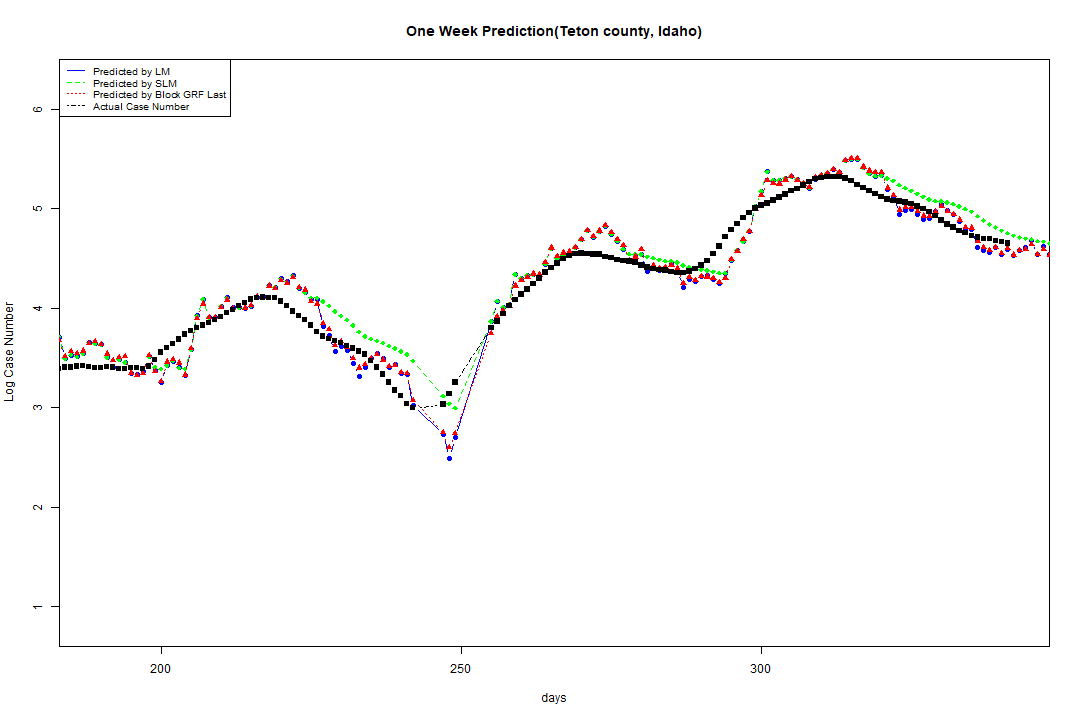 One Week Prediction(Teton county, Idaho)
Predicted by LM
Predicted by SLM
Predicted by Block GRF Last
Actual Case Number
6
5
4
3
2
1
Log Case Number
200 250 300
days